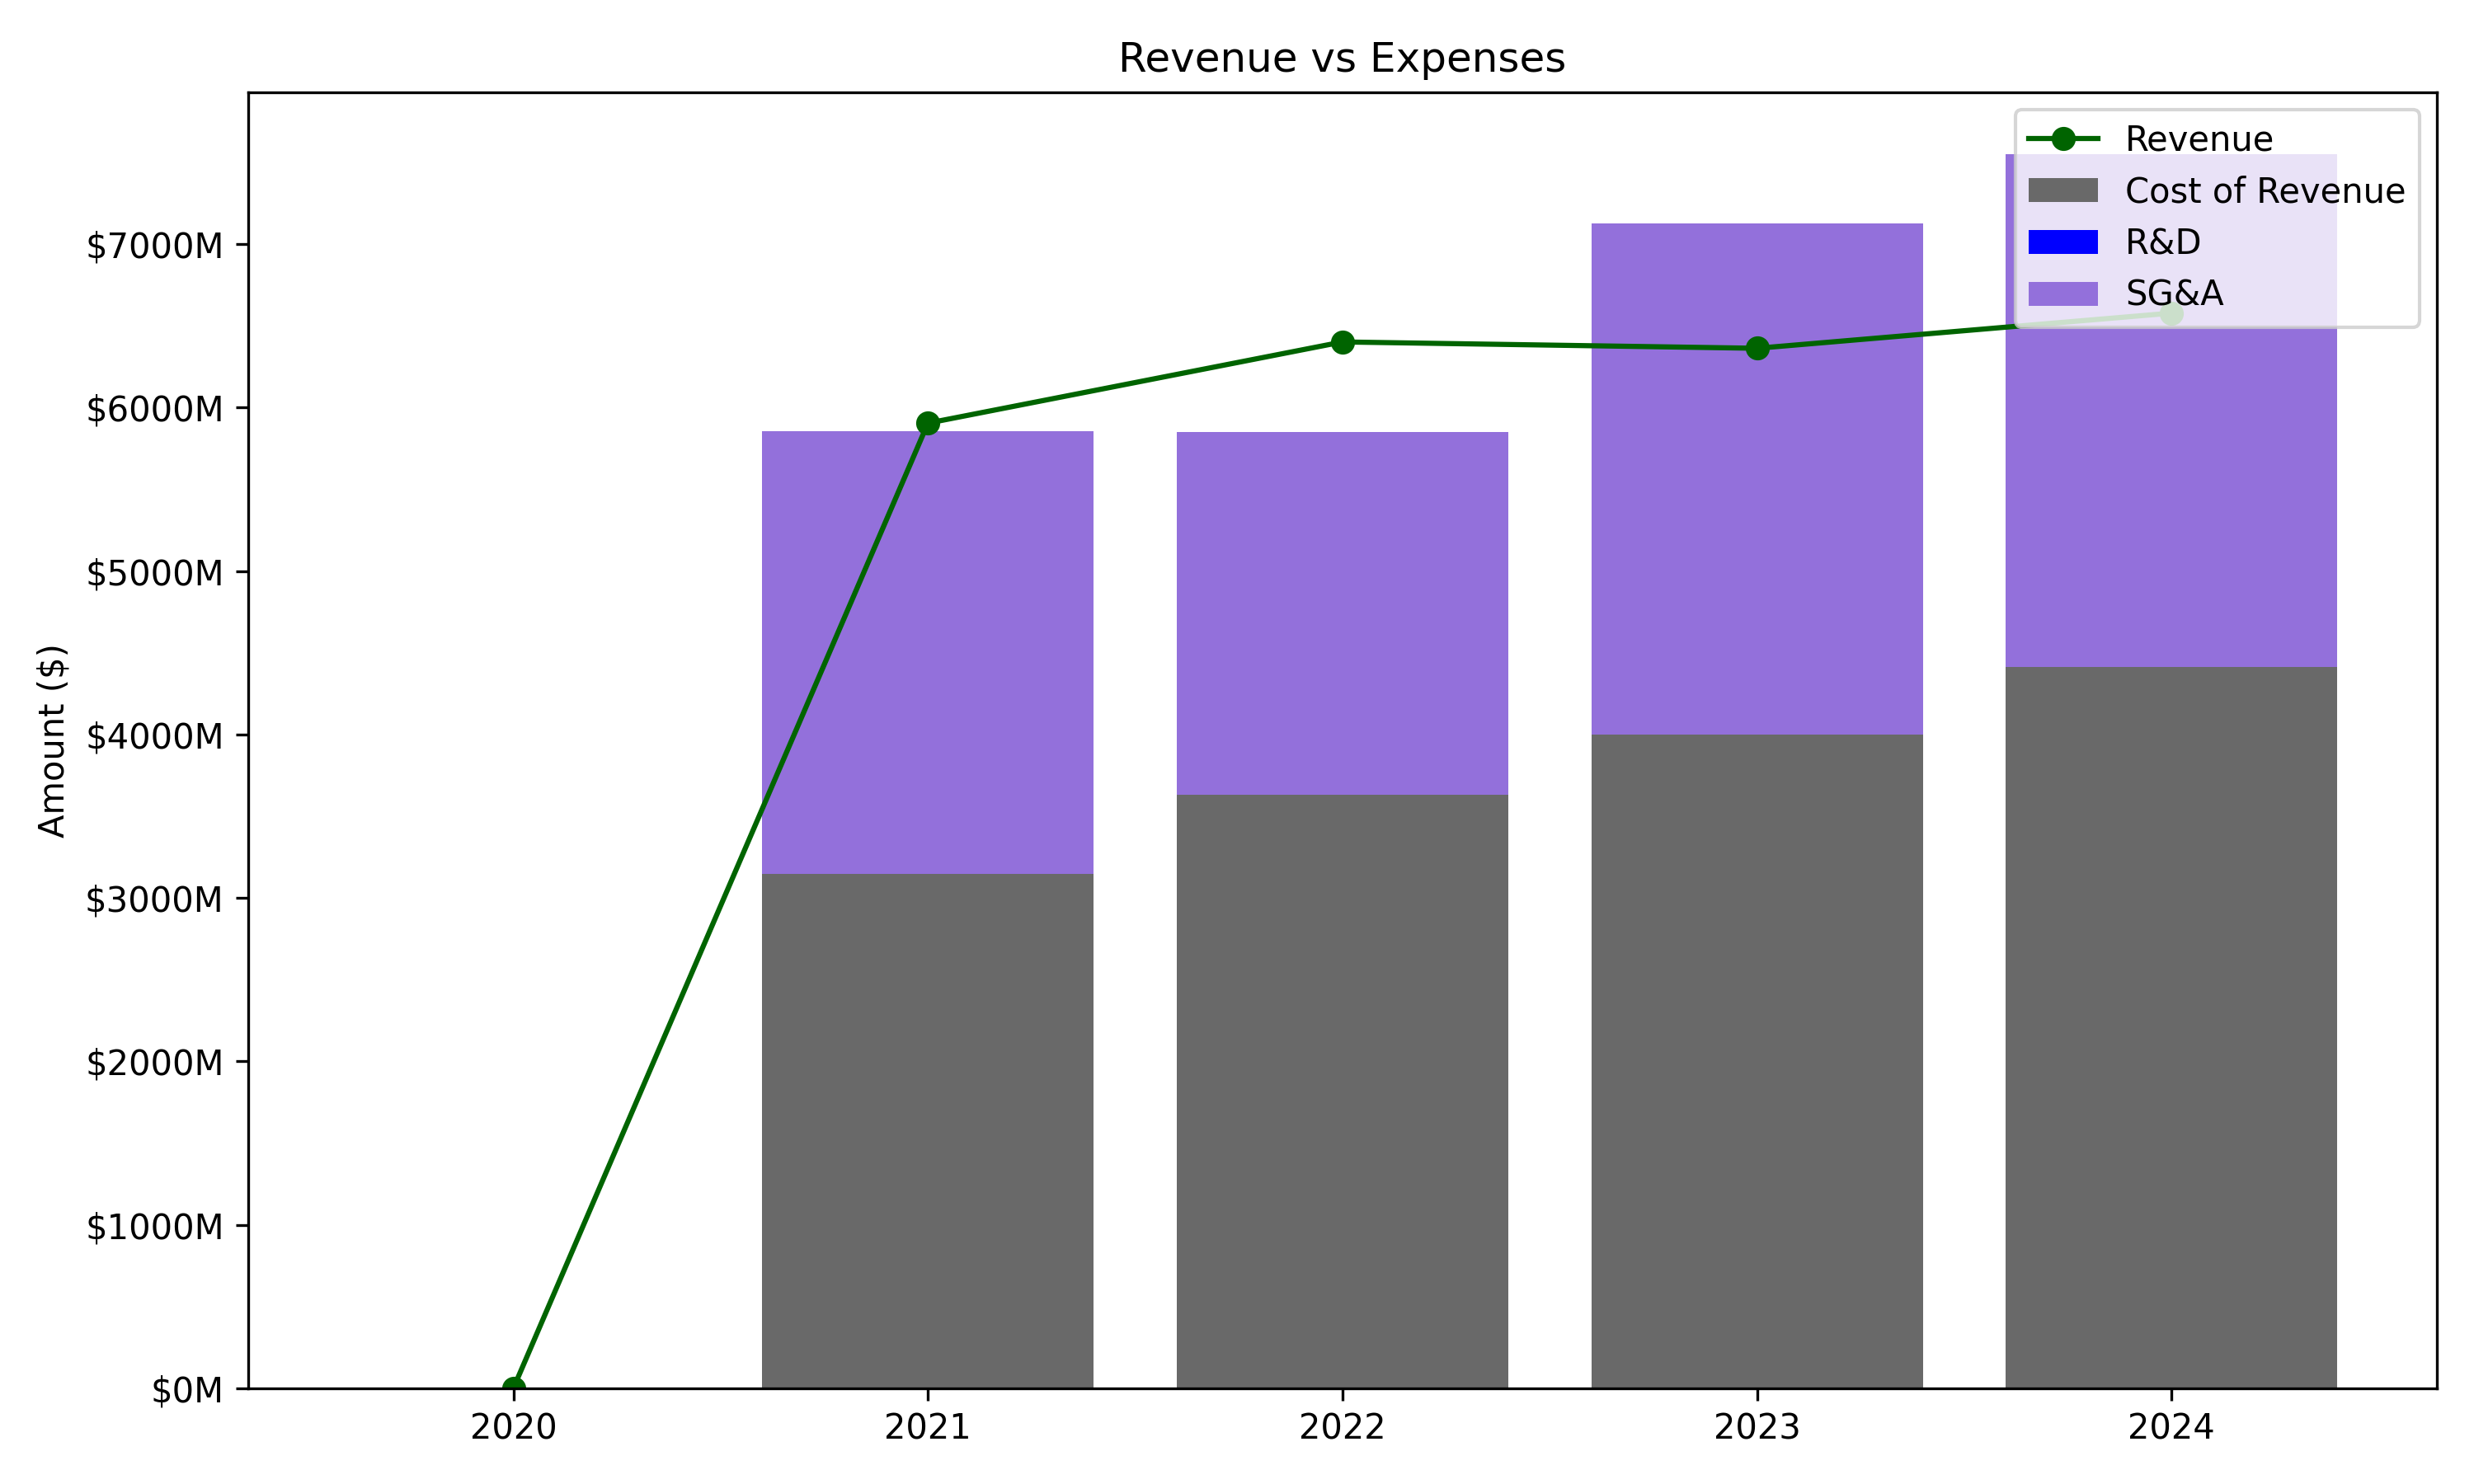 Revenue vs Expenses
Revenue
Cost of Revenue
R&D
SG&A
Amount ($)
$7000M
$6000M
$5000M
$4000M
$3000M
$2000M
$1000M
$0M
2020
2021
2022
2023
2024